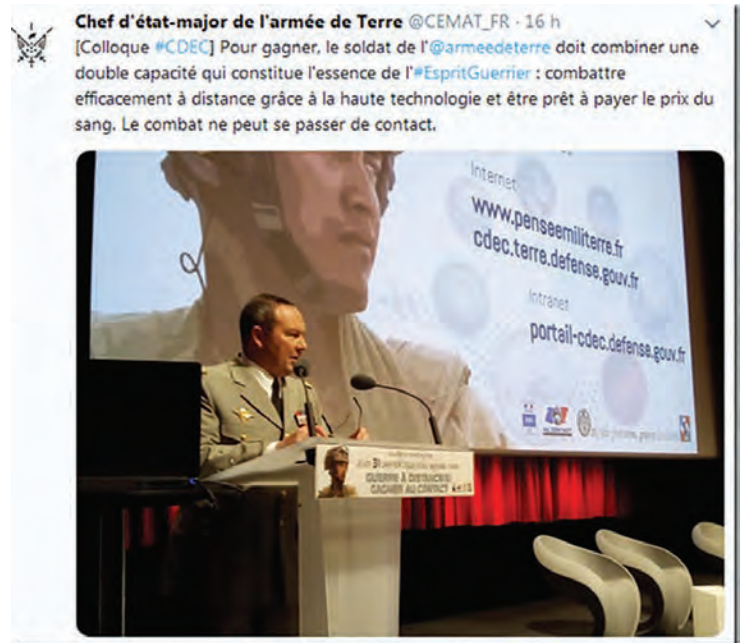 Chef d'état-major de l'armée de Terre @CEMAT_FR · 16 h
[Colloque #CDEC] Pour gagner, le soldat de l'@armeedeterre doit combiner une
double capacité qui constitue l'essence de l'#EspritGuerrier : combattre
efficacement à distance grâce à la haute technologie et être prêt à payer le prix du
sang. Le combat ne peut se passer de contact.
Internet
www.penseemiliterre.fr
cdec.terre.defense.gouv.fr
Intranet
portail-cdec.defense.gouv.fr
GUERRE À DISTANCE
GAGNER AU CONTACT